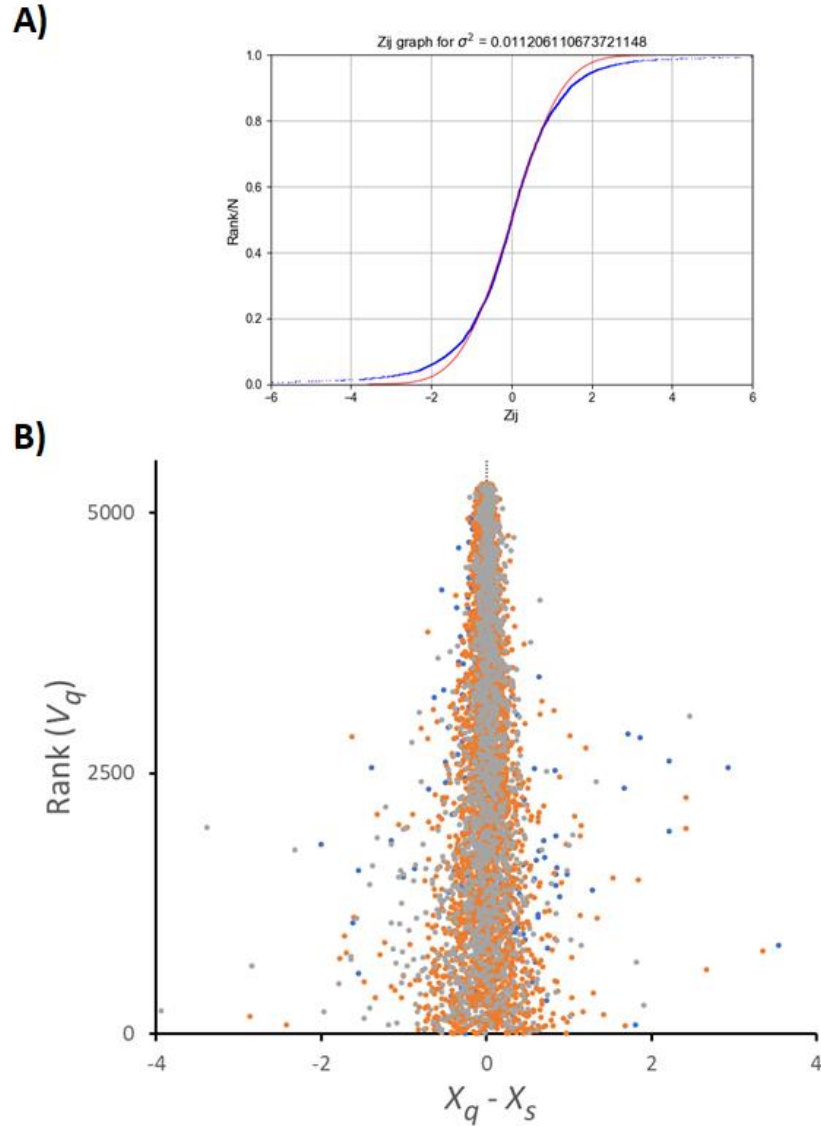 A)
Zij graph for σ² = 0.011206110673721148
1.0
0.8
0.6
0.4
0.2
0.0
Rank/N
-6 -4 -2 0 2 4 6
Zij
B)
5000
2500
0
Rank (Vq)
-4 -2 0 2 4
Xq - Xs